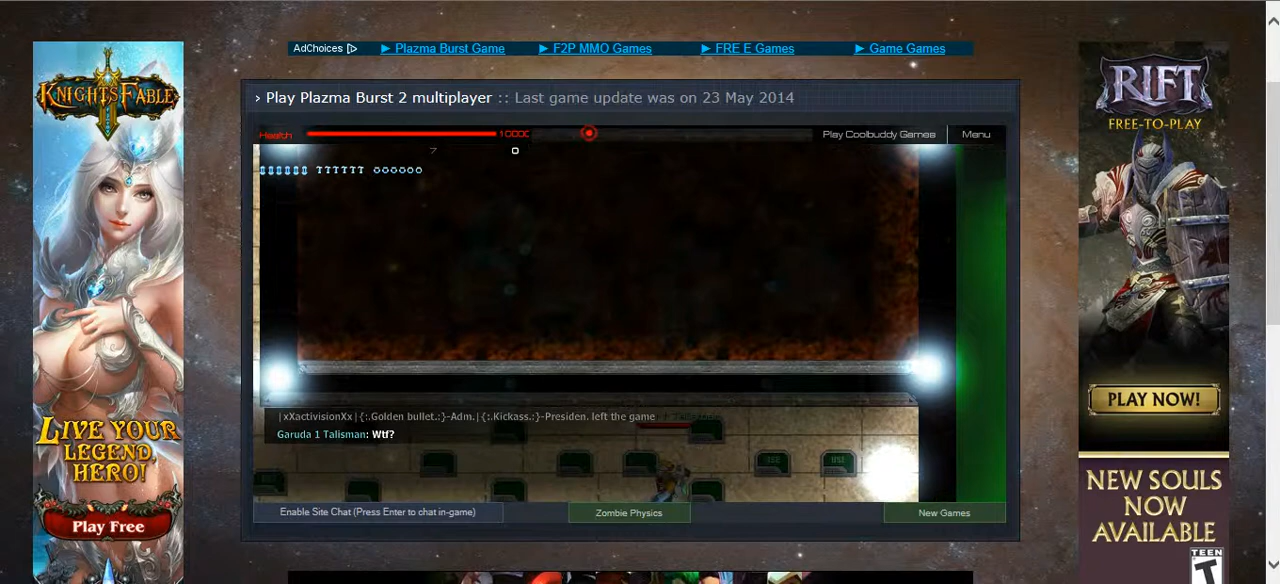 AdChoices
Plazma Burst Game
F2P MMO Games
FRE E Games
Game Games
KNIGHTS FABLE
LIVE YOUR
LEGEND,
HERO!
Play Free
› Play Plazma Burst 2 multiplayer :: Last game update was on 23 May 2014
Health
Play Coolbuddy Games
Menu
7
777777
|xXactivisionXx|{:.Golden bullet.:}-Adm.|{:.Kickass.:}-Presiden. left the game
Garuda 1 Talisman: Wtf?
Enable Site Chat (Press Enter to chat in-game)
Zombie Physics
New Games
RIFT
FREE-TO-PLAY
PLAY NOW!
NEW SOULS
NOW
AVAILABLE
TEEN
T